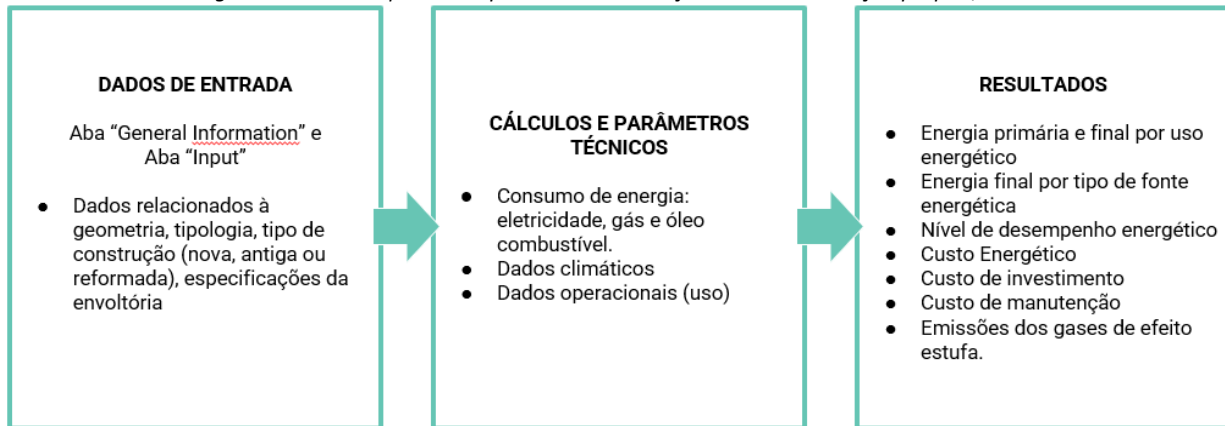 DADOS DE ENTRADA
Aba “General Information” e
Aba “Input”
● Dados relacionados à
geometria, tipologia, tipo de
construção (nova, antiga ou
reformada), especificações da
envoltória
CÁLCULOS E PARÂMETROS
TÉCNICOS
● Consumo de energia:
eletricidade, gás e óleo
combustível.
● Dados climáticos
● Dados operacionais (uso)
RESULTADOS
● Energia primária e final por uso
energético
● Energia final por tipo de fonte
energética
● Nível de desempenho energético
● Custo Energético
● Custo de investimento
● Custo de manutenção
● Emissões dos gases de efeito
estufa.